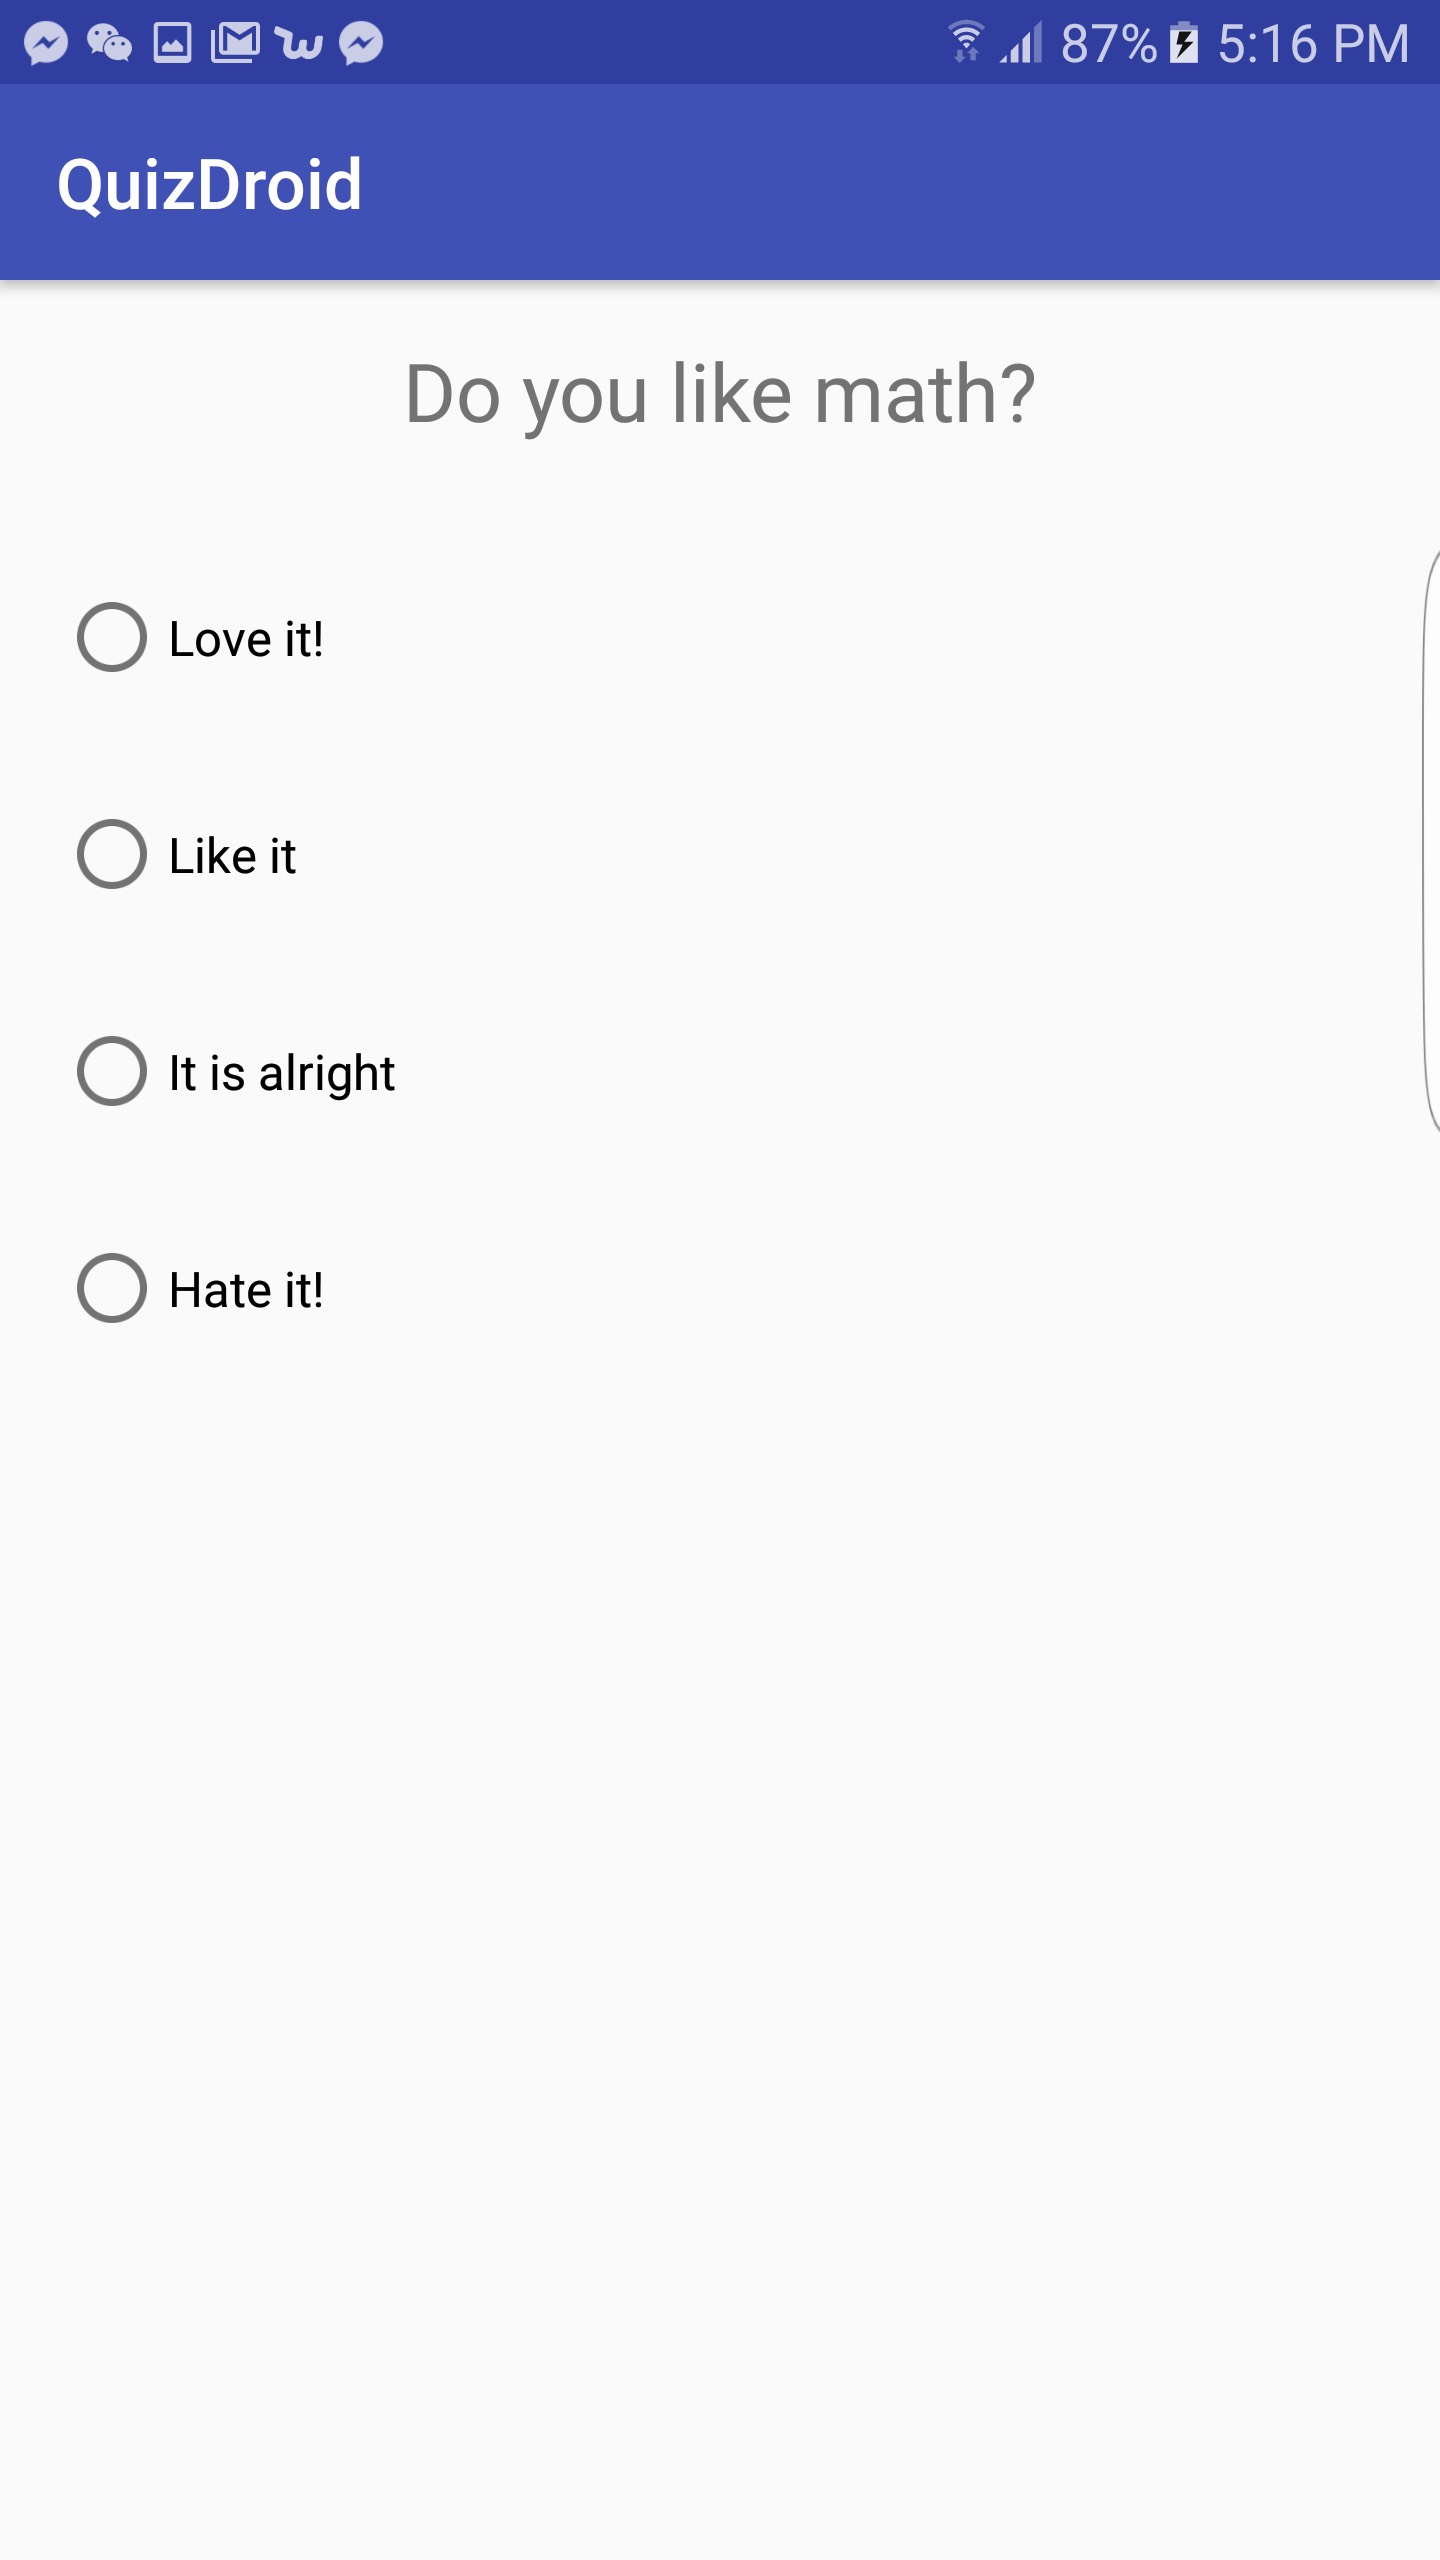 87% 5:16 PM
QuizDroid
Do you like math?
Love it!
Like it
It is alright
Hate it!